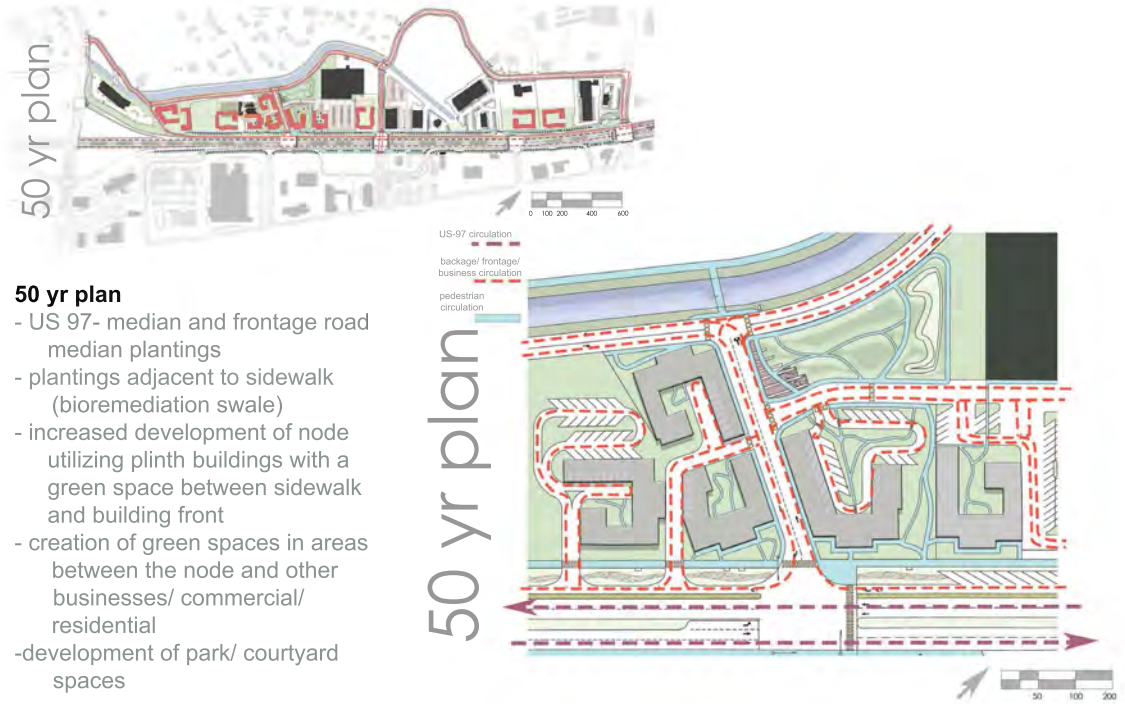 50 yr plan
0 100 200 400 600
US-97 circulation
backage/ frontage/
business circulation
pedestrian
circulation
50 yr plan
- US 97- median and frontage road
median plantings
- plantings adjacent to sidewalk
(bioremediation swale)
- increased development of node
utilizing plinth buildings with a
green space between sidewalk
and building front
- creation of green spaces in areas
between the node and other
businesses/ commercial/
residential
-development of park/ courtyard
spaces
50 yr plan
50 100 200